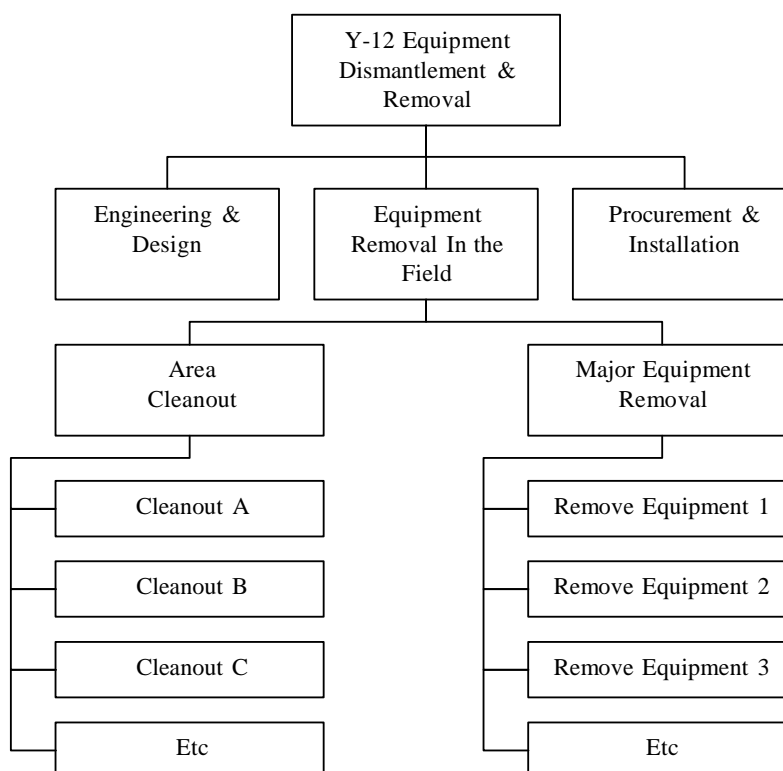 Y-12 Equipment
Dismantlement &
Removal
Engineering &
Design
Equipment
Removal In the
Field
Procurement &
Installation
Area
Cleanout
Major Equipment
Removal
Cleanout A
Cleanout B
Cleanout C
Etc
Remove Equipment 1
Remove Equipment 2
Remove Equipment 3
Etc